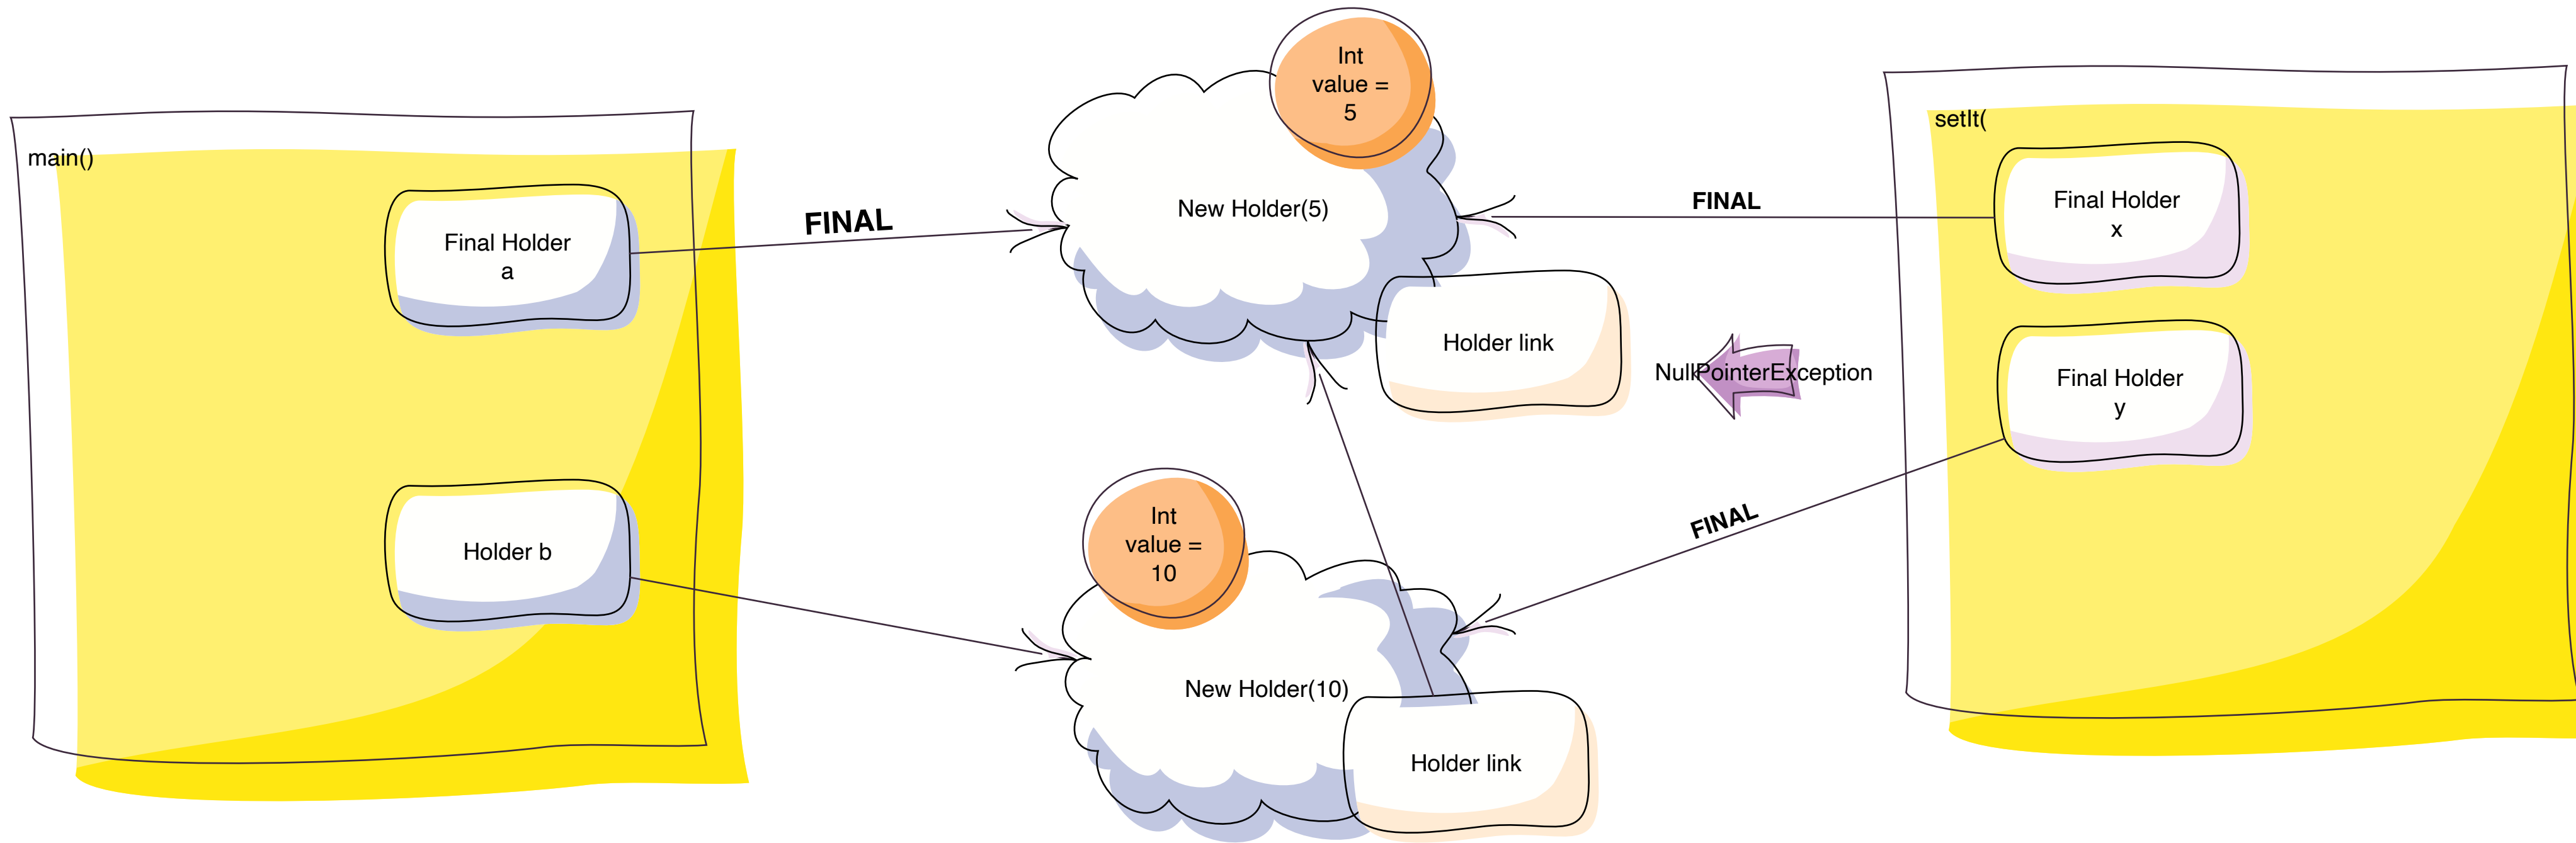 main()
Final Holder
a
Holder b
FINAL
Int
value =
5
New Holder(5)
Holder link
Int
value =
10
New Holder(10)
Holder link
FINAL
NullPointerException
FINAL
setIt(
Final Holder
x
Final Holder
y